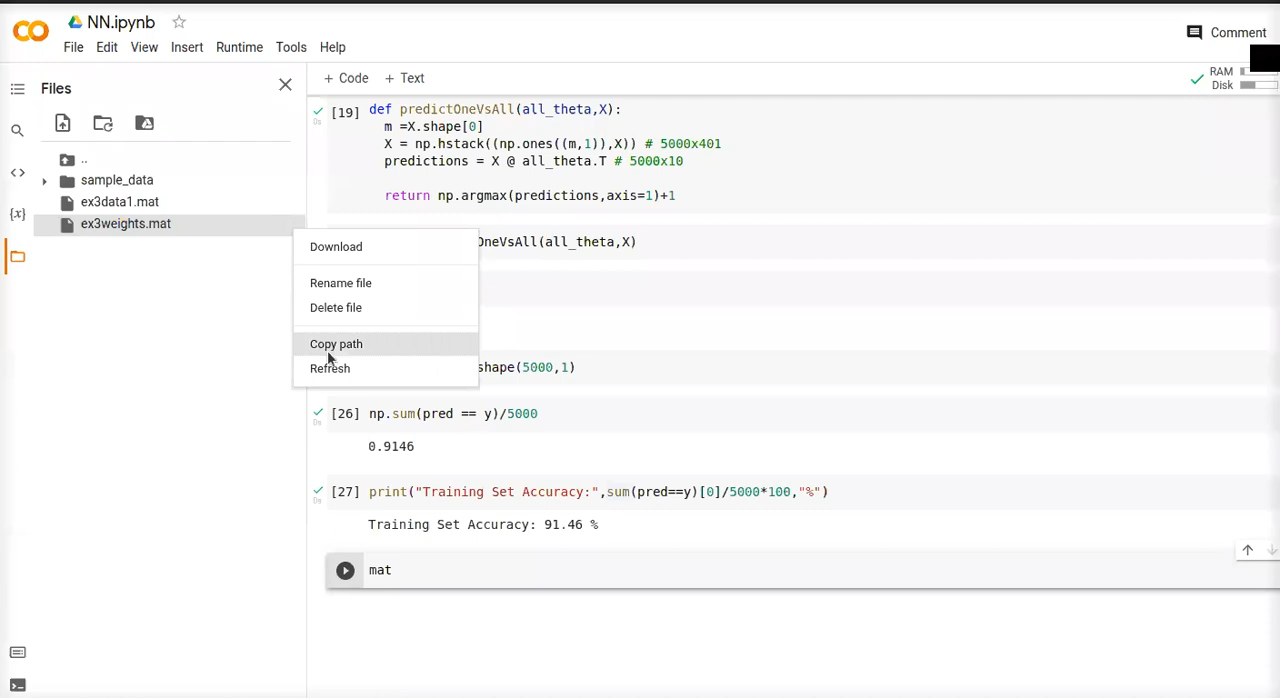 NN.ipynb
File Edit View Insert Runtime Tools Help
Comment
Files
+ Code + Text
RAM
Disk
..
sample_data
ex3data1.mat
ex3weights.mat
{x}
Download
Rename file
Delete file
Copy path
Refresh
[19] def predictOneVsAll(all_theta,X):
m =X.shape[0]
X = np.hstack((np.ones((m,1)),X)) # 5000x401
predictions = X @ all_theta.T # 5000x10
return np.argmax(predictions,axis=1)+1
OneVsAll(all_theta,X)
shape(5000,1)
[26] np.sum(pred == y)/5000
0.9146
[27] print("Training Set Accuracy:",sum(pred==y)[0]/5000*100,"%")
Training Set Accuracy: 91.46 %
mat